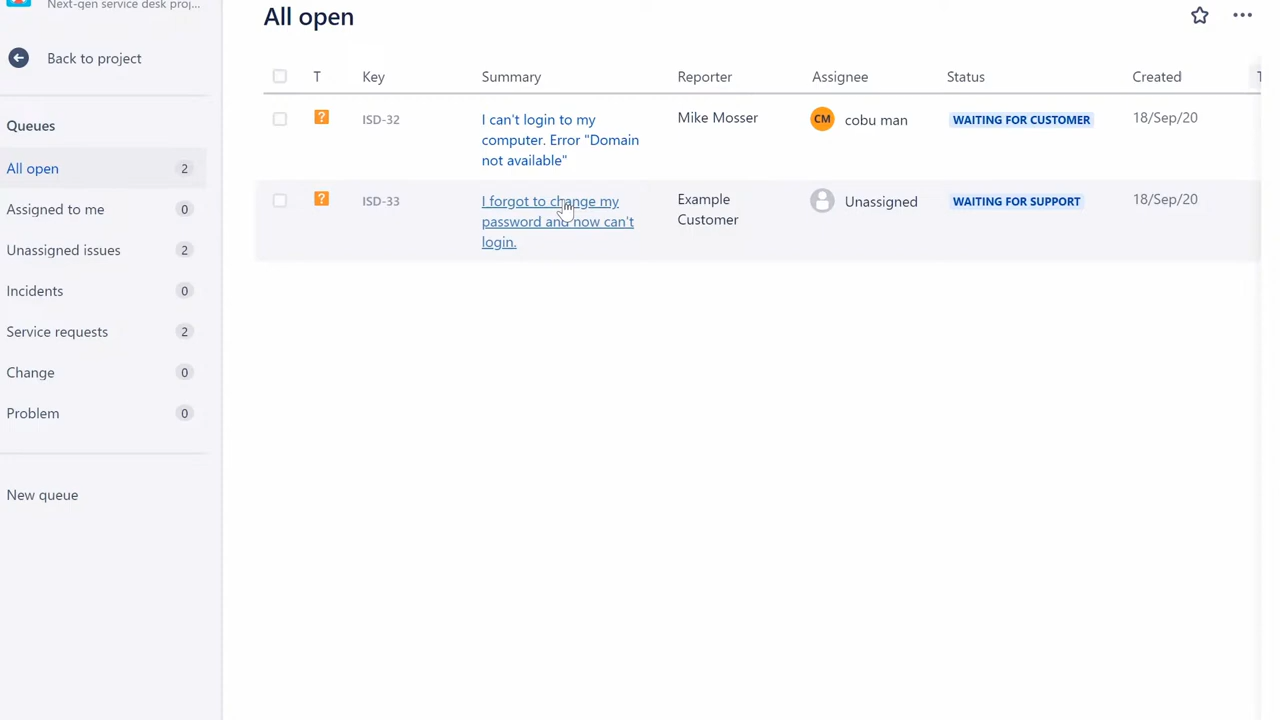 Next-gen service desk proj...
All open
Back to project
T
Key
Summary
Reporter
Assignee
Status
Created
Queues
I can't login to my
computer. Error "Domain
not available"
ISD-32
Mike Mosser
CM
cobu man
WAITING FOR CUSTOMER
18/Sep/20
All open
2
ISD-33
I forgot to change my
password and now can't
login.
Example
Customer
Unassigned
WAITING FOR SUPPORT
18/Sep/20
Assigned to me
0
Unassigned issues
2
Incidents
0
Service requests
2
Change
0
Problem
0
New queue